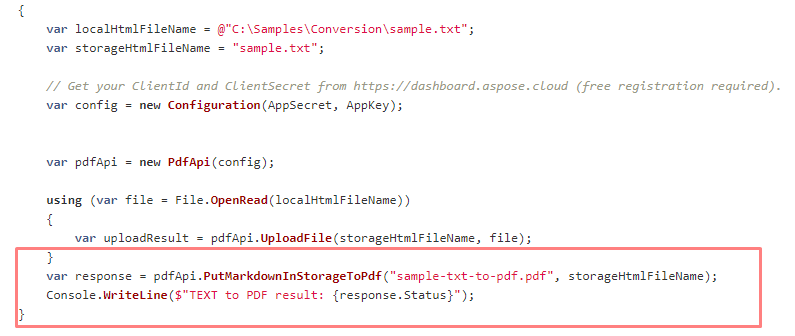 {
var localHtmlFileName = @"C:\Samples\Conversion\sample.txt";
var storageHtmlFileName = "sample.txt";
// Get your ClientId and ClientSecret from https://dashboard.aspose.cloud (free registration required).
var config = new Configuration(AppSecret, AppKey);
var pdfApi = new PdfApi(config);
using (var file = File.OpenRead(localHtmlFileName))
{
var uploadResult = pdfApi.UploadFile(storageHtmlFileName, file);
}
var response = pdfApi.PutMarkdownInStorageToPdf("sample-txt-to-pdf.pdf", storageHtmlFileName);
Console.WriteLine($"TEXT to PDF result: {response.Status}");
}